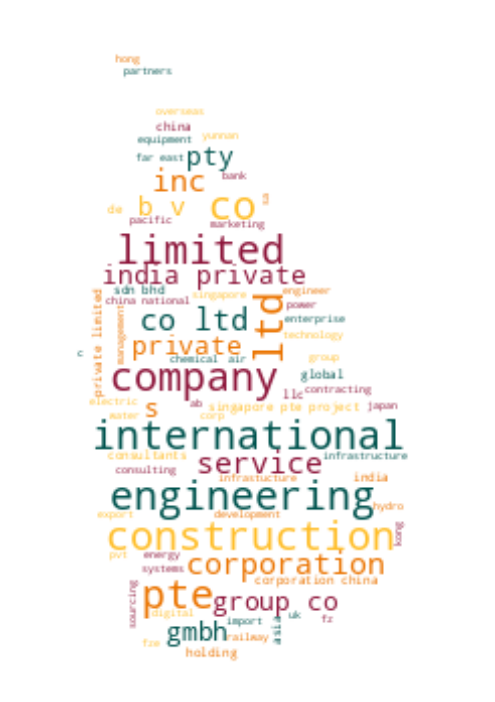 hong
partners
overseas
china
equipment yunnan
far east pty
inc bank
de b v co s
pacific marketing
limited
india private
sdn bhd singapore engineer
china national power
private limited management co ltd ltd enterprise
private technology
c chemical air group
company global
electric ab llc contracting
water s corp singapore pte project japan
international
consultants service infrastructure
consulting
infrastucture india
engineering hydro
export development
construction kong
pvt energy corporation
systems corporation china
sourcing pte group co
digital import uk fz
gmbh railway asia
fze holding